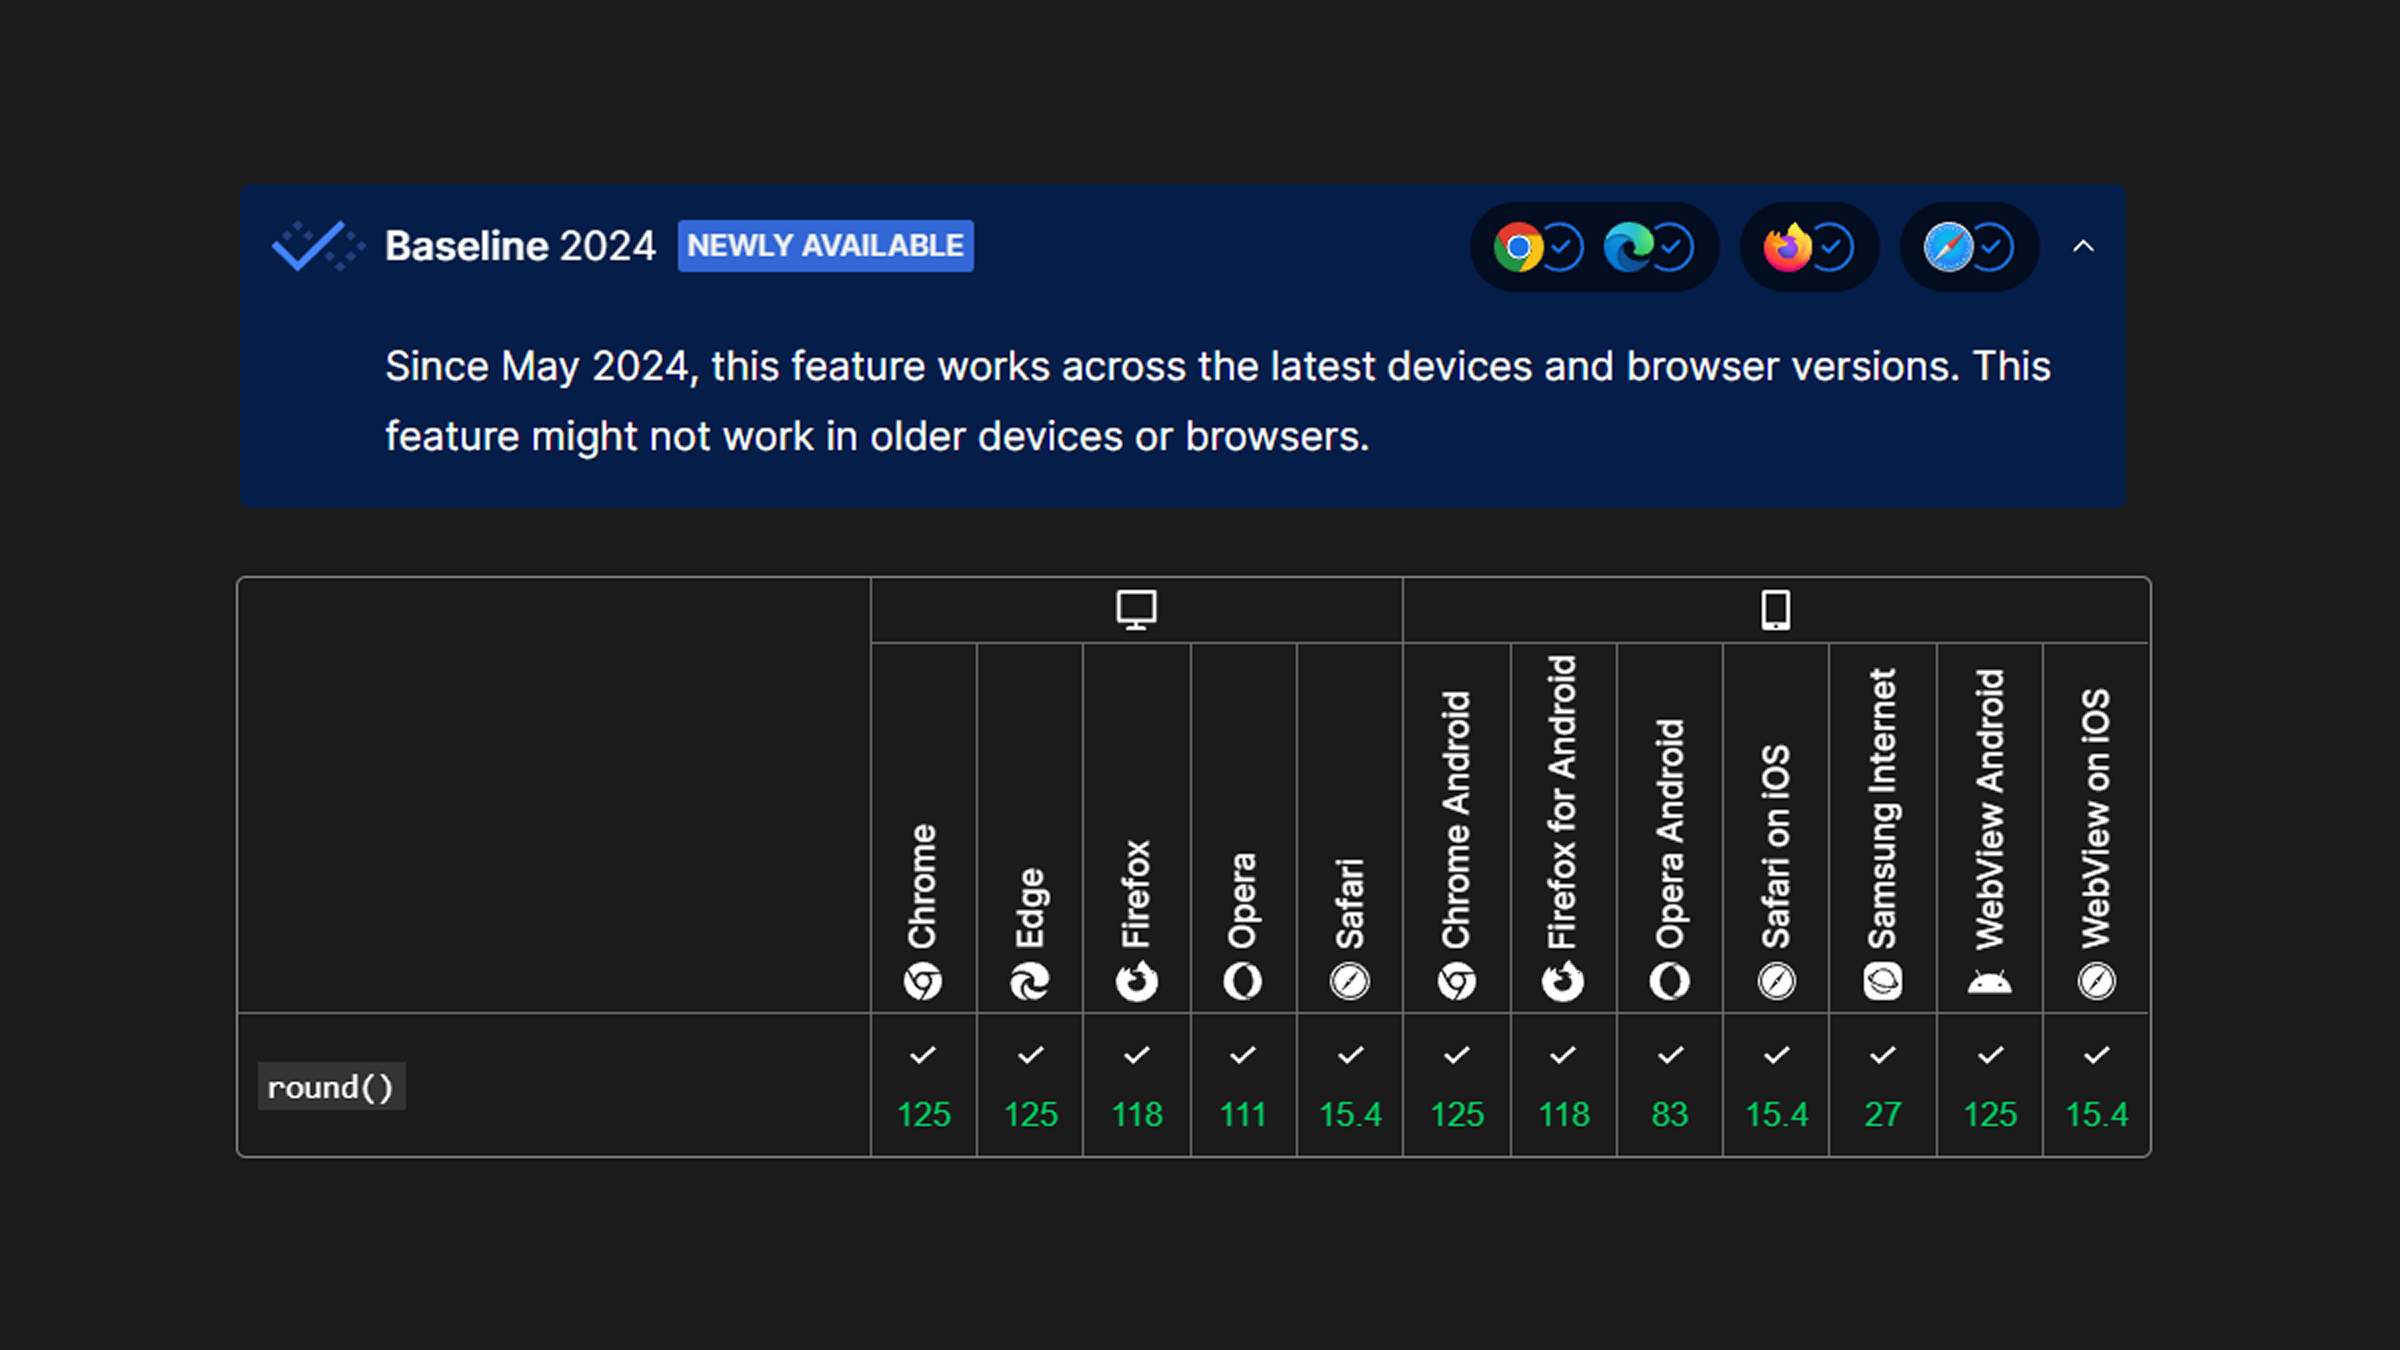 Baseline 2024 NEWLY AVAILABLE
Since May 2024, this feature works across the latest devices and browser versions. This
feature might not work in older devices or browsers.
Chrome
Edge
Firefox
Opera
Safari
Chrome Android
Firefox for Android
Opera Android
Safari on iOS
Samsung Internet
WebView Android
WebView on iOS
round()
125 125 118 111 15.4 125 118 83 15.4 27 125 15.4